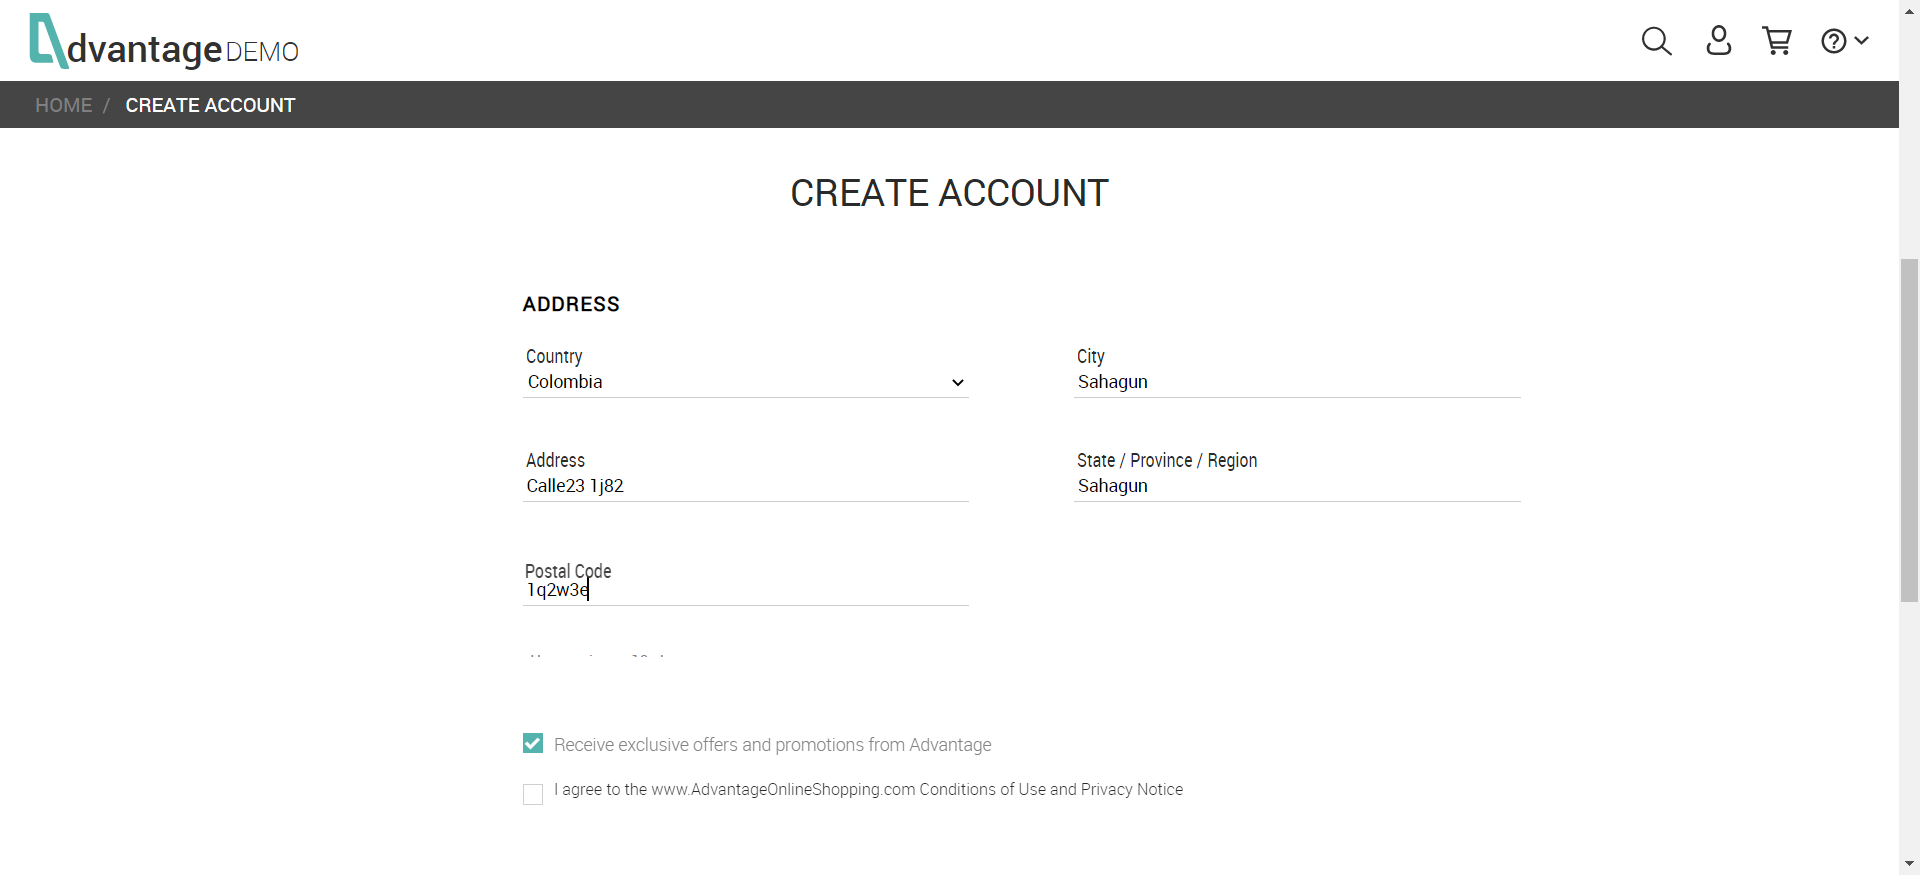 dvantage DEMO
HOME / CREATE ACCOUNT
CREATE ACCOUNT
ADDRESS
Country
Colombia
City
Sahagun
Address
Calle23 1j82
State / Province / Region
Sahagun
Postal Code
1q2w3e
Receive exclusive offers and promotions from Advantage
I agree to the www.AdvantageOnlineShopping.com Conditions of Use and Privacy Notice